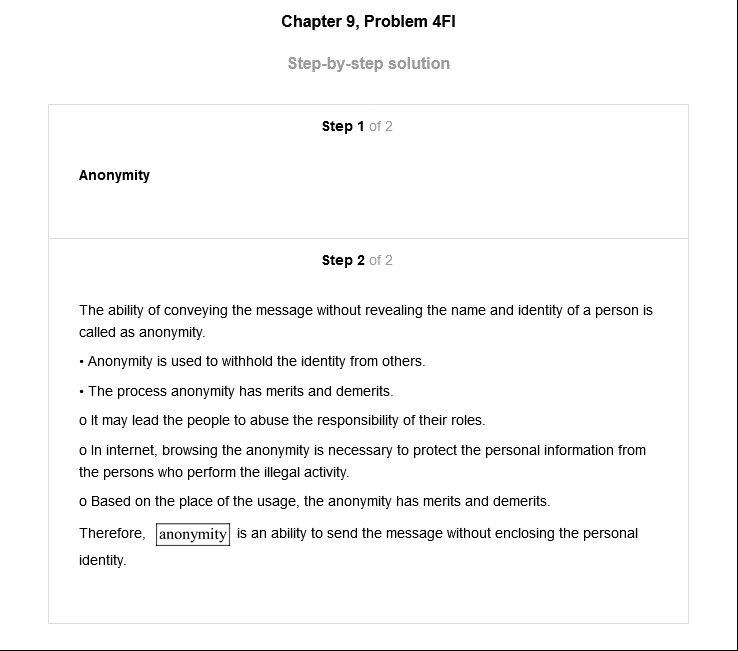 Chapter 9, Problem 4FI
Step-by-step solution
Step 1 of 2
Anonymity
Step 2 of 2
The ability of conveying the message without revealing the name and identity of a person is
called as anonymity.
• Anonymity is used to withhold the identity from others.
• The process anonymity has merits and demerits.
o It may lead the people to abuse the responsibility of their roles.
o In internet, browsing the anonymity is necessary to protect the personal information from
the persons who perform the illegal activity.
o Based on the place of the usage, the anonymity has merits and demerits.
Therefore, anonymity is an ability to send the message without enclosing the personal
identity.